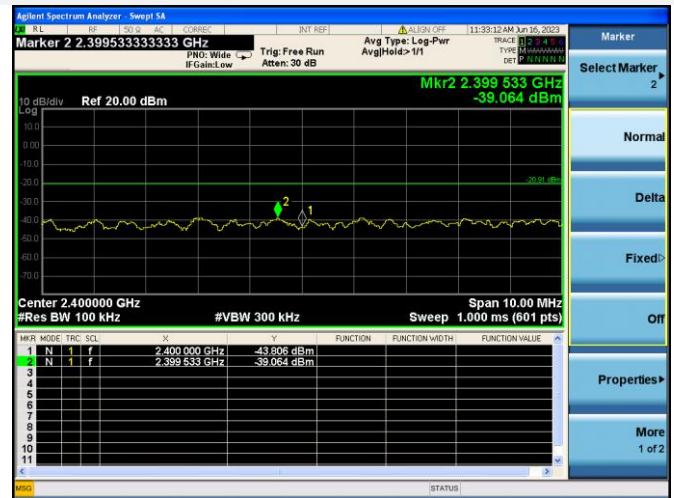 Agilent Spectrum Analyzer - Swept SA
RL RF 50 Ω AC CORREC INT REF ALIGN OFF 11:33:12 AM Jun 16, 2023
Marker 2 2.399533333333 GHz
PNO: Wide
IFGain:Low
Trig: Free Run
Atten: 30 dB
Avg Type: Log-Pwr
Avg|Hold>1/1
TRACE 1 2 3 4 5 6
TYPE M
DET P N N N N N
Mkr2 2.399 533 GHz
-39.064 dBm
10 dB/div Ref 20.00 dBm
Log
10.0
0.00
-10.0
-20.0
-20.91 dBm
-30.0
-40.0
-50.0
-60.0
-70.0
2
1
Center 2.400000 GHz Span 10.00 MHz
#Res BW 100 kHz #VBW 300 kHz Sweep 1.000 ms (601 pts)
MKR MODE TRC SCL X Y FUNCTION FUNCTION WIDTH FUNCTION VALUE
1 N 1 f 2.400 000 GHz -43.806 dBm
2 N 1 f 2.399 533 GHz -39.064 dBm
3
4
5
6
7
8
9
10
11
MSG STATUS
Marker
Select Marker
2
Normal
Delta
Fixed
Off
Properties
More
1 of 2